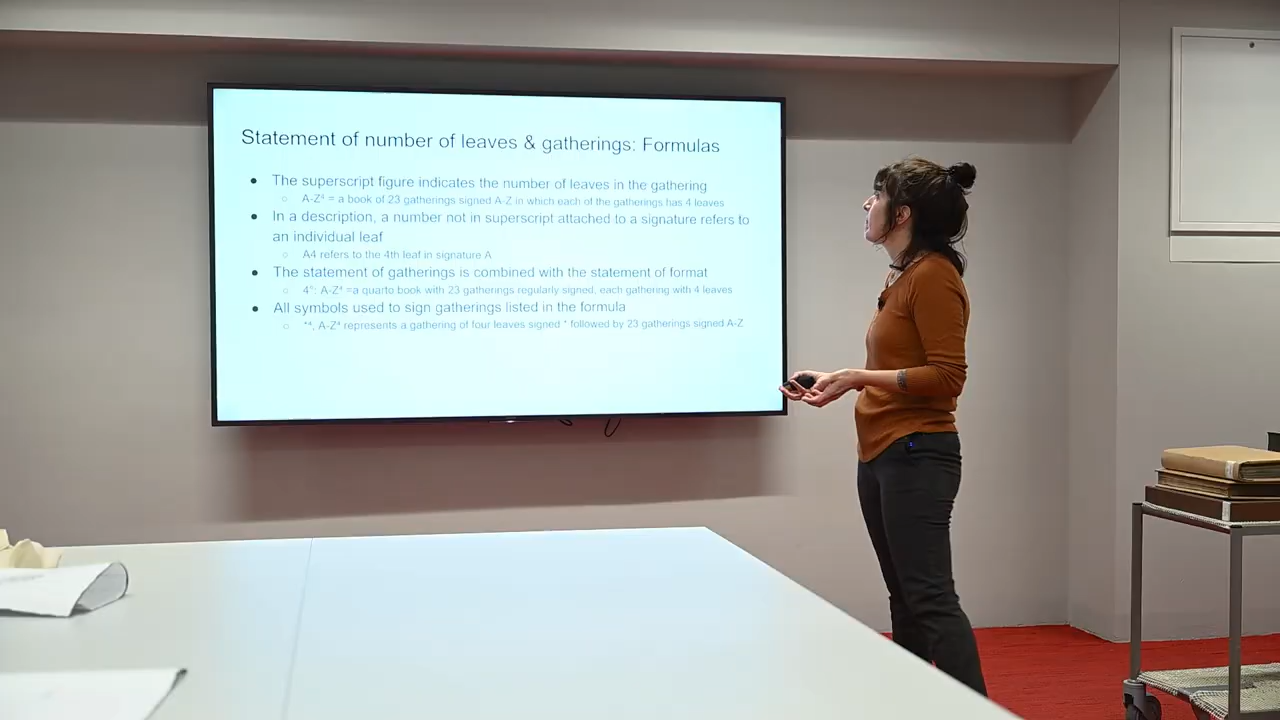 Statement of number of leaves & gatherings: Formulas
● The superscript figure indicates the number of leaves in the gathering
○ A-Z⁴ = a book of 23 gatherings signed A-Z in which each of the gatherings has 4 leaves
● In a description, a number not in superscript attached to a signature refers to
an individual leaf
○ A4 refers to the 4th leaf in signature A
● The statement of gatherings is combined with the statement of format
○ 4°: A-Z⁴ =a quarto book with 23 gatherings regularly signed, each gathering with 4 leaves
● All symbols used to sign gatherings listed in the formula
○ *⁴, A-Z⁴ represents a gathering of four leaves signed * followed by 23 gatherings signed A-Z